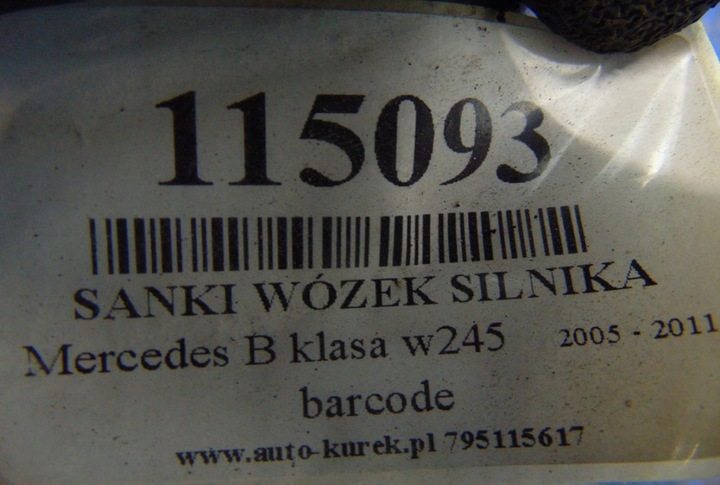 115093
SANKI WÓZEK SILNIKA
Mercedes B klasa w245 2005 - 2011
barcode
www.auto-kurek.pl 795115617